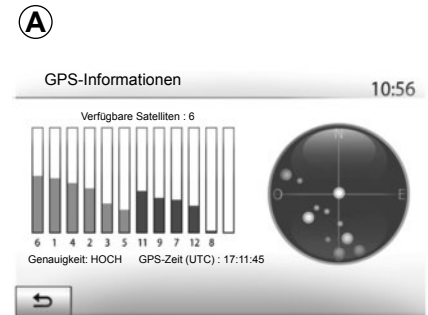 A
GPS-Informationen
10:56
Verfügbare Satelliten : 6
N
O E
6 1 4 2 3 5 11 9 7 12 8
Genauigkeit: HOCH GPS-Zeit (UTC) : 17:11:45